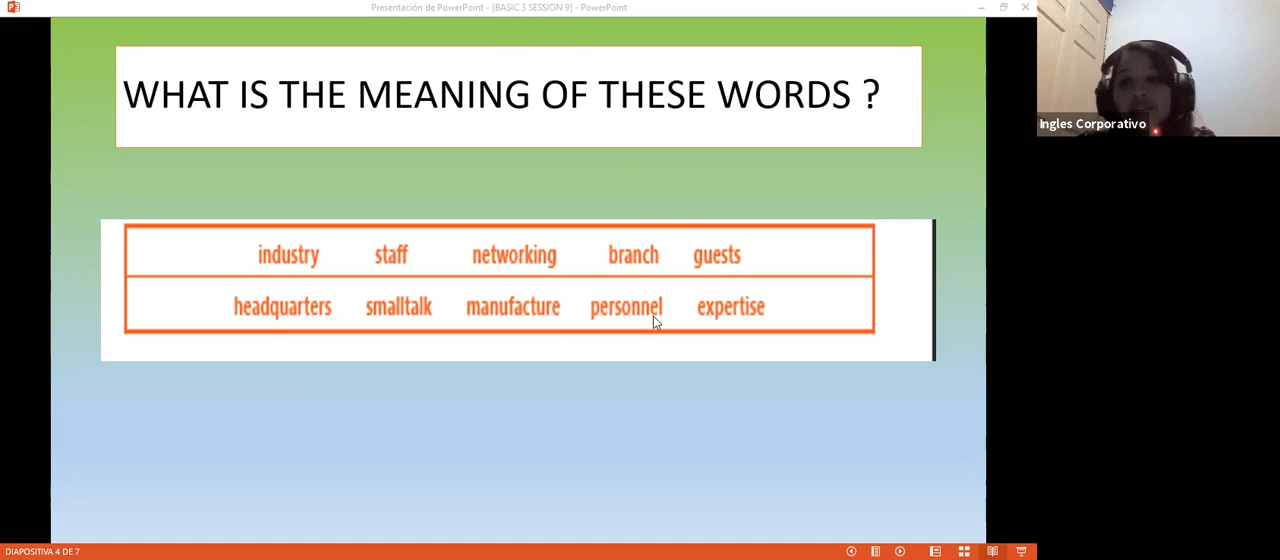 Presentación de PowerPoint - [BASIC 3 SESSION 9] - PowerPoint
Ingles Corporativo
WHAT IS THE MEANING OF THESE WORDS ?
industry staff networking branch guests
headquarters smalltalk manufacture personnel expertise
DIAPOSITIVA 4 DE 7